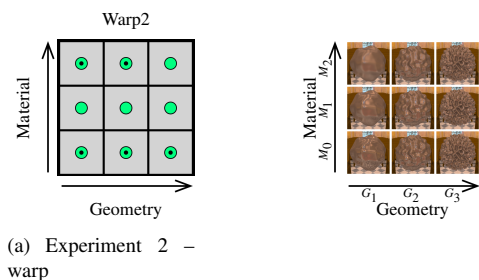 Warp2
Material
Geometry
Material
M2
M1
M0
G1
G2
G3
Geometry
(a) Experiment 2 –
warp